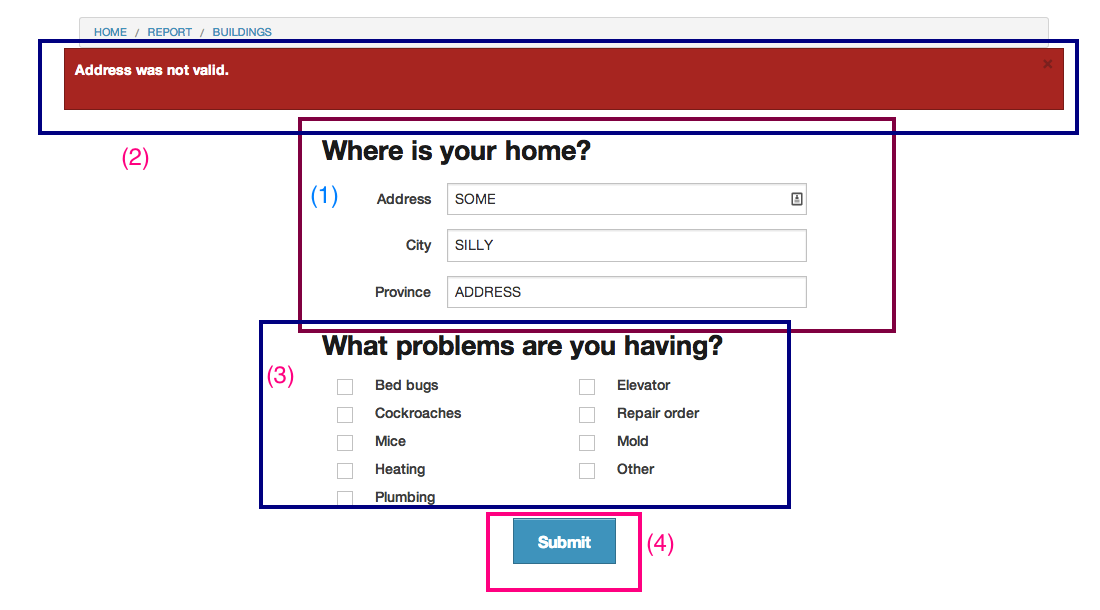 HOME / REPORT / BUILDINGS
Address was not valid. ×
(2)
Where is your home?
(1) Address SOME
City SILLY
Province ADDRESS
What problems are you having?
(3)
Bed bugs Elevator
Cockroaches Repair order
Mice Mold
Heating Other
Plumbing
Submit (4)